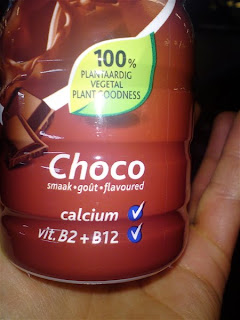 100%
PLANTAARDIG
VEGETAL
PLANT GOODNESS
Choco
smaak • goût • flavoured
calcium
vit. B2 + B12